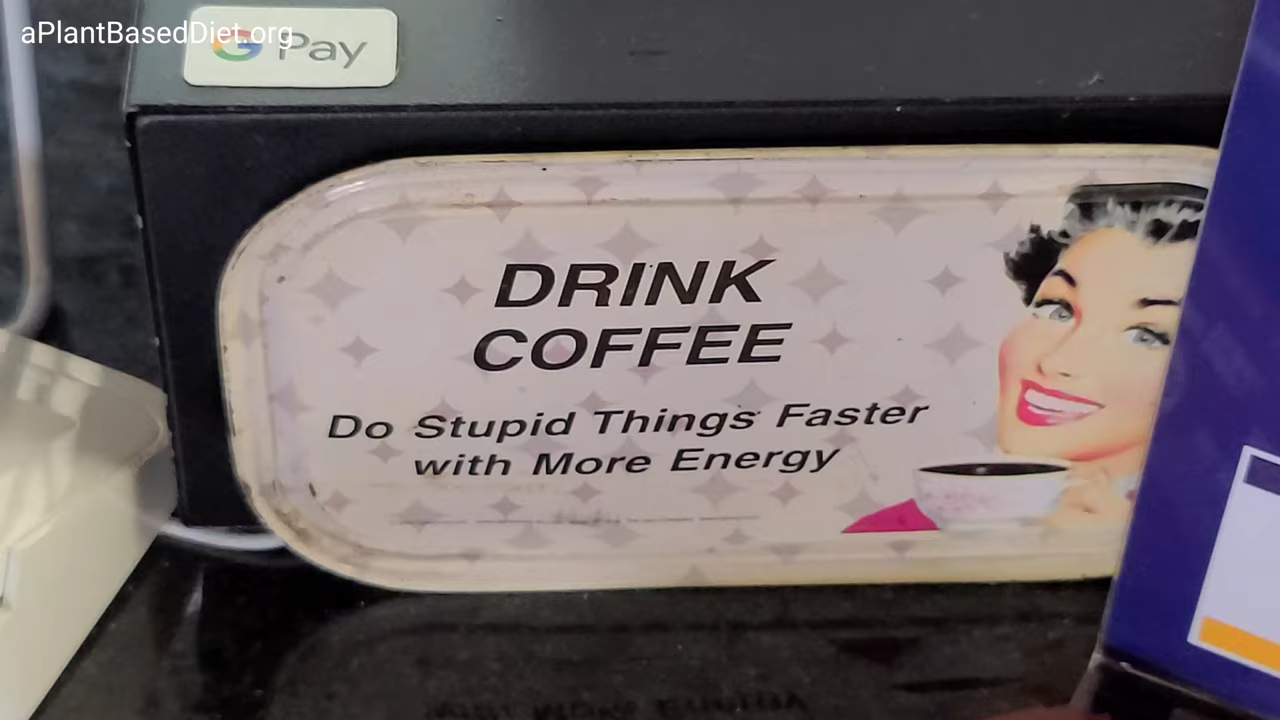 aPlantBasedDiet.org
G Pay
DRINK
COFFEE
Do Stupid Things Faster
with More Energy